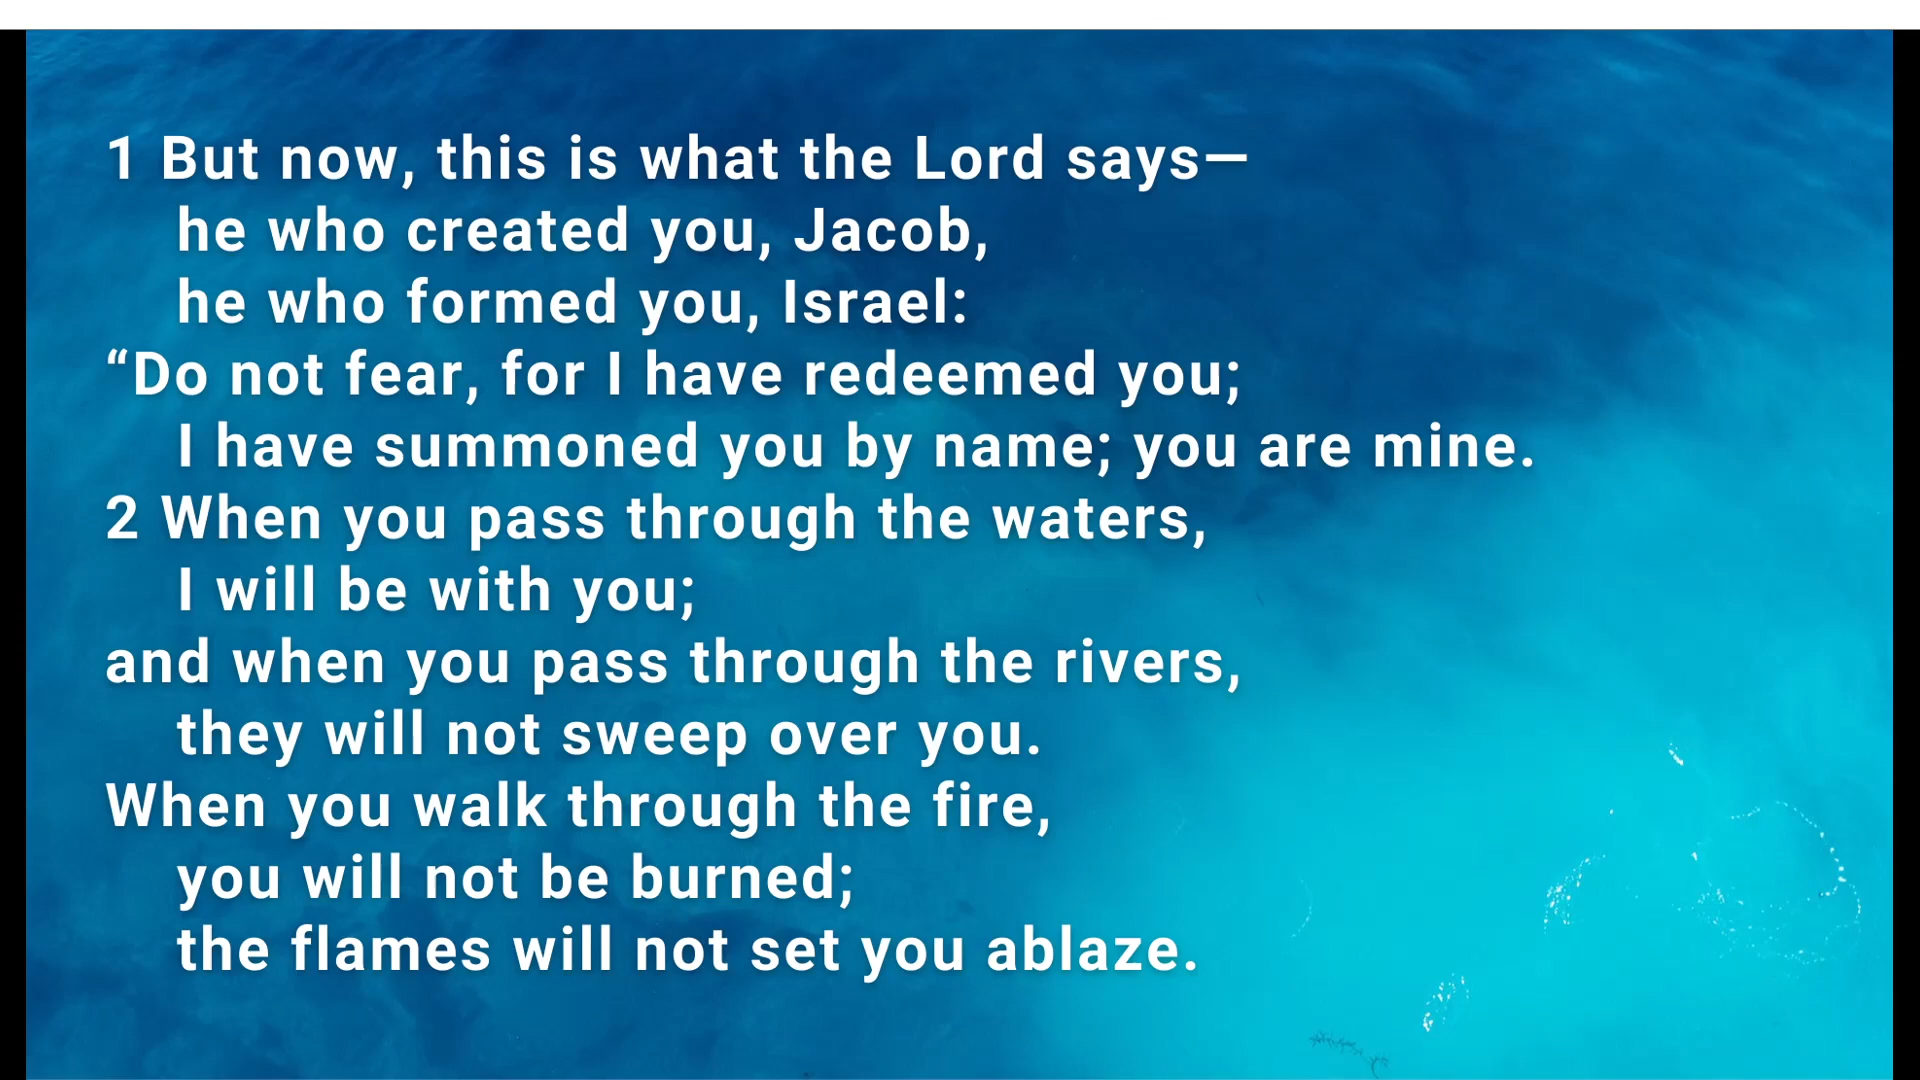 1 But now, this is what the Lord says—
he who created you, Jacob,
he who formed you, Israel:
“Do not fear, for I have redeemed you;
I have summoned you by name; you are mine.
2 When you pass through the waters,
I will be with you;
and when you pass through the rivers,
they will not sweep over you.
When you walk through the fire,
you will not be burned;
the flames will not set you ablaze.